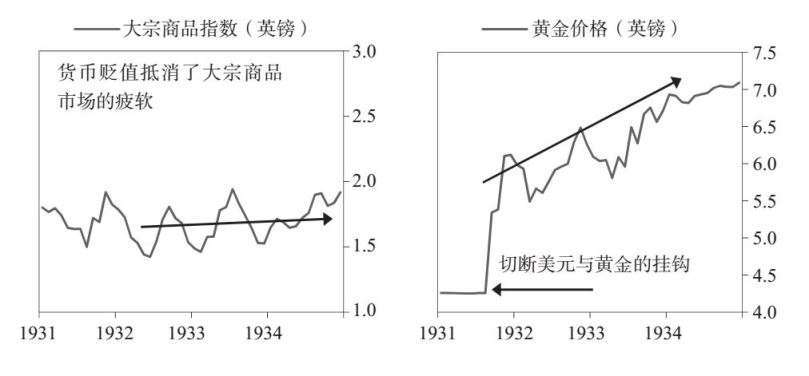 大宗商品指数（英镑）
货币贬值抵消了大宗商品
市场的疲软
3.0
2.5
2.0
1.5
1.0
1931 1932 1933 1934
黄金价格（英镑）
7.5
7.0
6.5
6.0
5.5
5.0
切断美元与黄金的挂钩
4.5
4.0
1931 1932 1933 1934